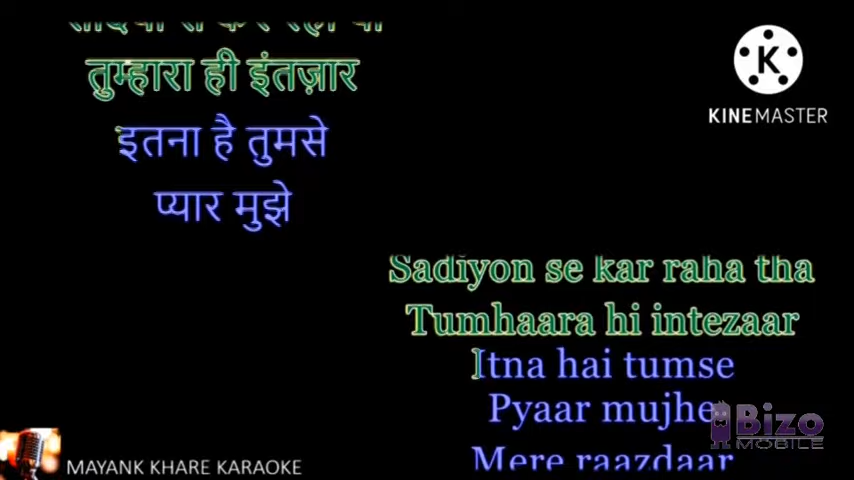 तुम्हारा ही इंतज़ार
इतना है तुमसे
प्यार मुझे
K
KINEMASTER
Sadiyon se kar raha tha
Tumhaara hi intezaar
Itna hai tumse
Pyaar mujhe
Mere raazdaar
Bizo
MOBILE
MAYANK KHARE KARAOKE